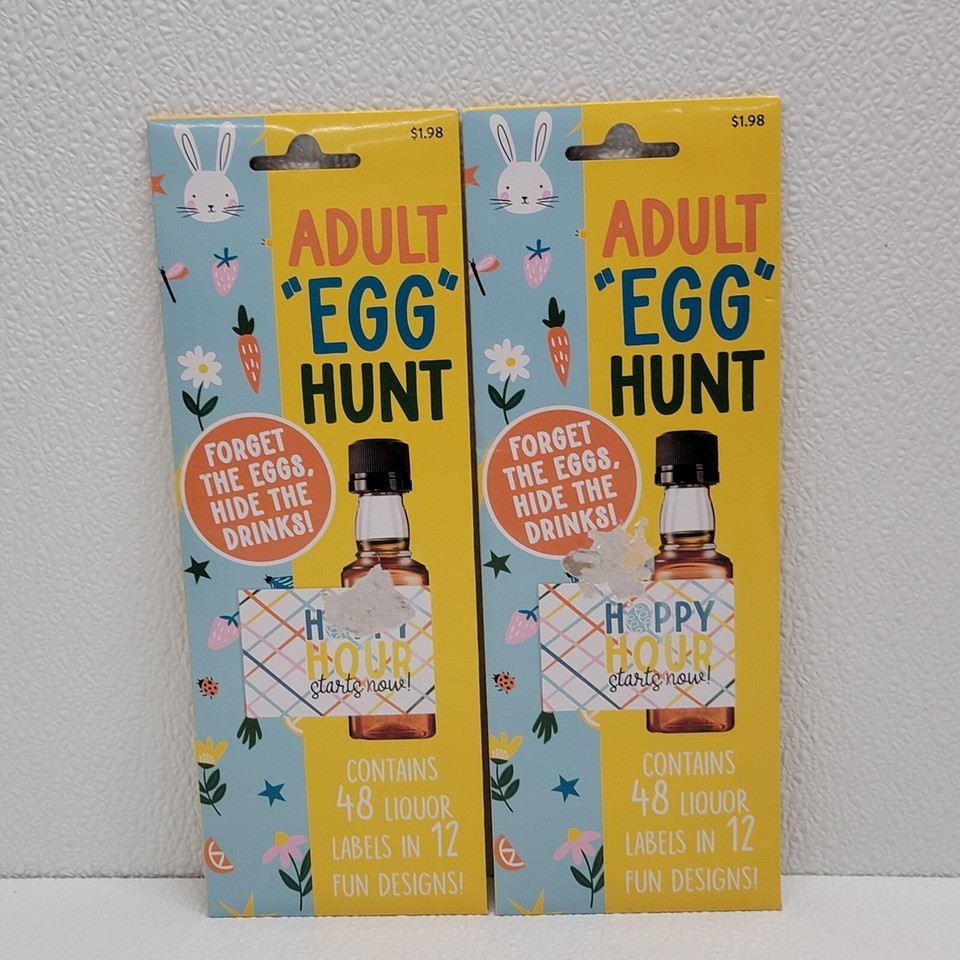 $1.98
ADULT
"EGG"
HUNT
FORGET
THE EGGS,
HIDE THE
DRINKS!
HOUR
starts now!
CONTAINS
48 LIQUOR
LABELS IN 12
FUN DESIGNS!
$1.98
ADULT
"EGG"
HUNT
FORGET
THE EGGS,
HIDE THE
DRINKS!
HOPPY
HOUR
starts now!
CONTAINS
48 LIQUOR
LABELS IN 12
FUN DESIGNS!